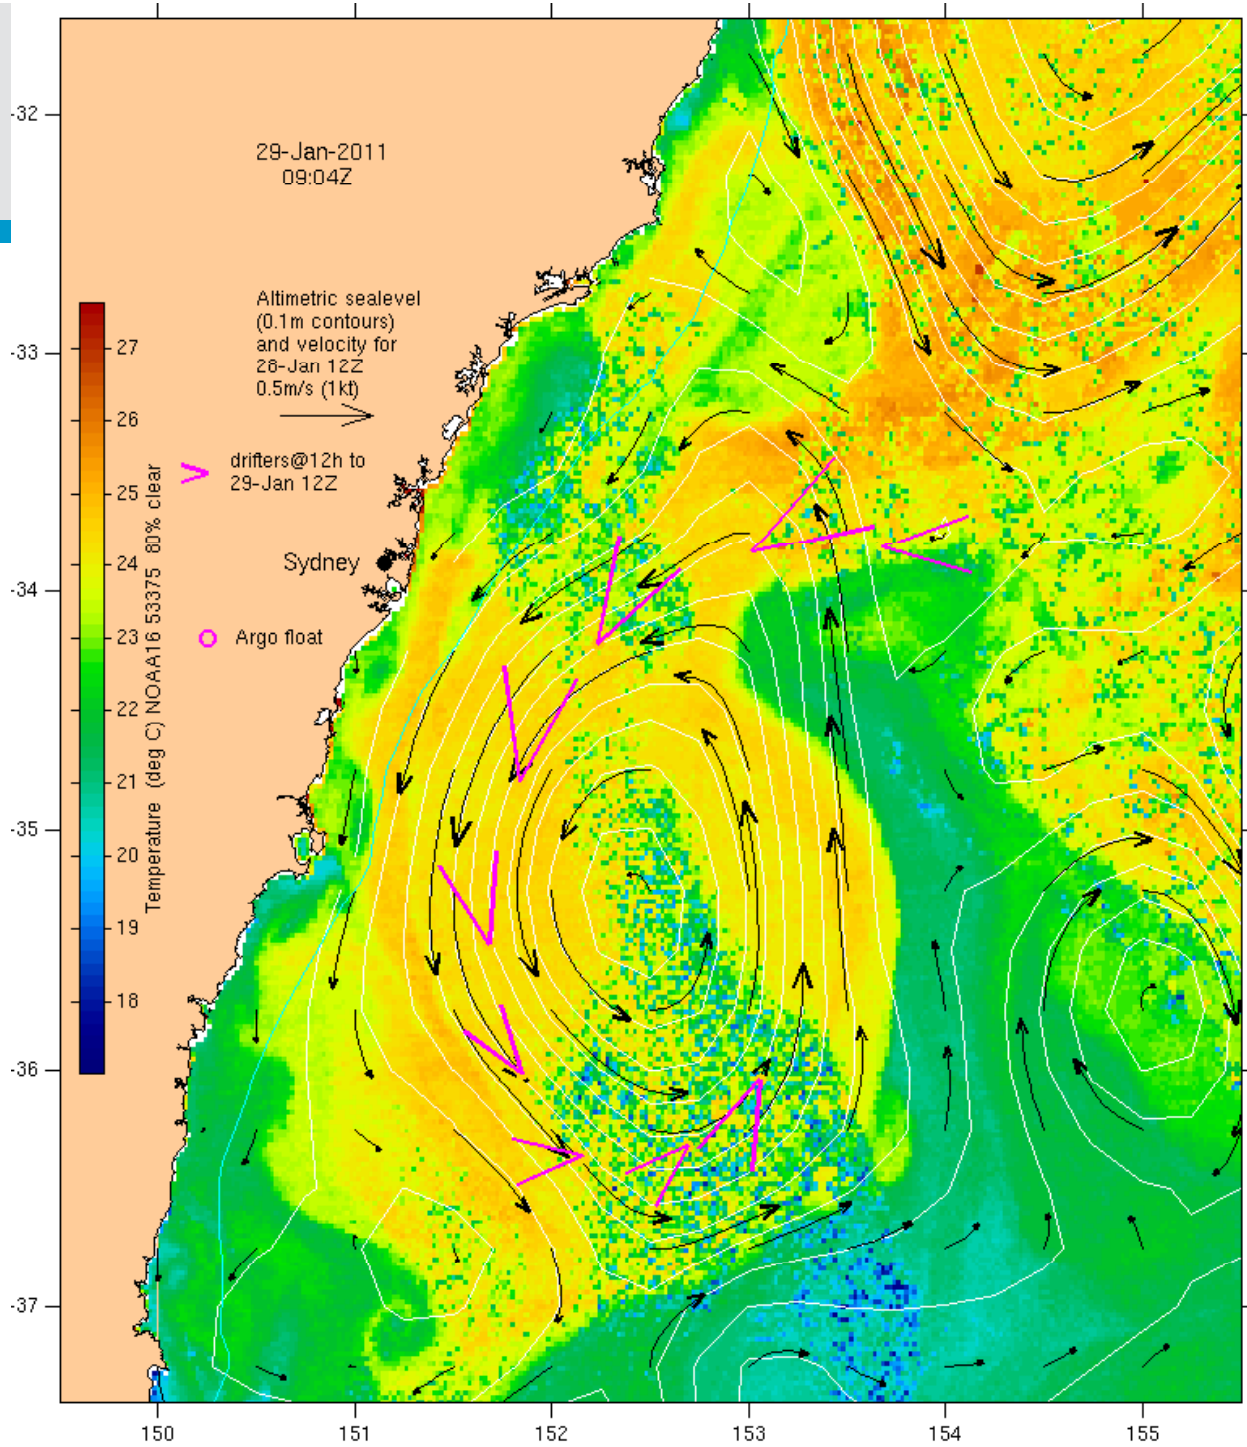 -32
29-Jan-2011
09:04Z
Altimetric sealevel
(0.1m contours)
and velocity for
26-Jan 12Z
0.5m/s (1kt)
-33
27
26
drifters@12h to
29-Jan 12Z
25
Sydney
24
-34
Argo float
23
22
21
-35
20
19
18
Temperature (deg C) NOAA16 53375 80% clear
-36
-37
150
151
152
153
154
155